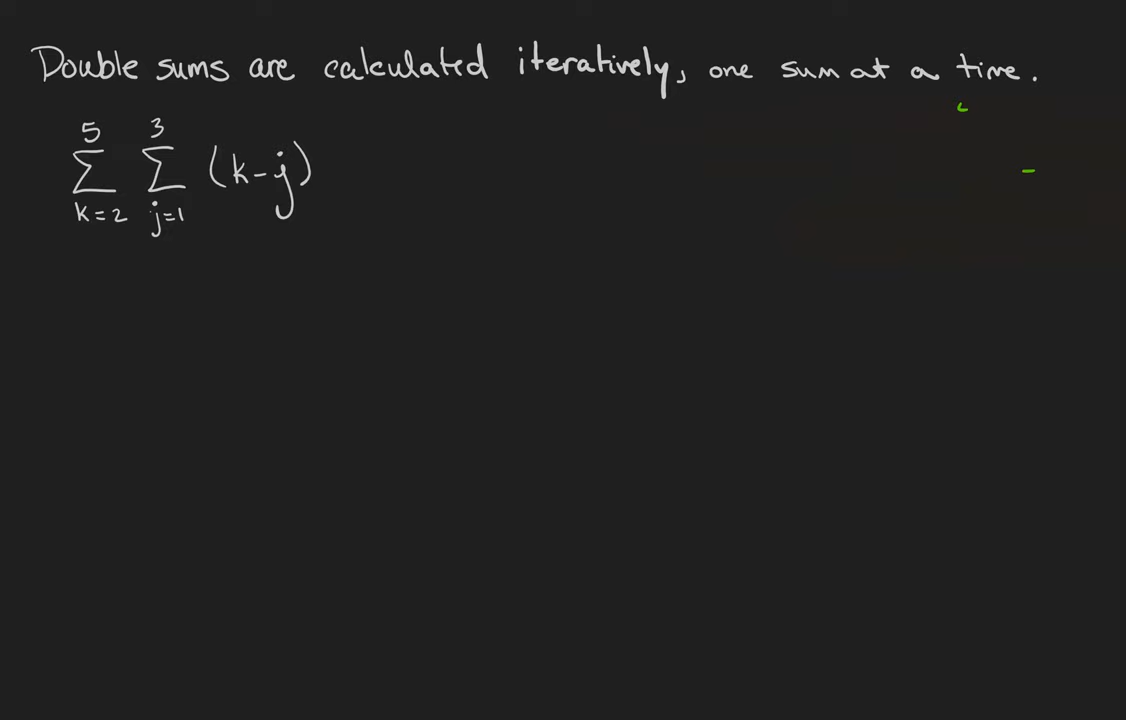 Double sums are calculated iteratively, one sum at a time.
5 3
∑ ∑ (k-j)
k=2 j=1